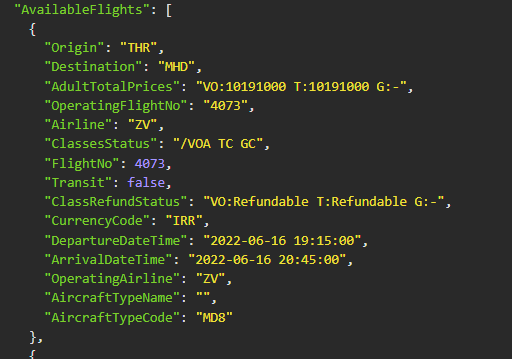 "AvailableFlights": [
{
"Origin": "THR",
"Destination": "MHD",
"AdultTotalPrices": "VO:10191000 T:10191000 G:-",
"OperatingFlightNo": "4073",
"Airline": "ZV",
"ClassesStatus": "/VOA TC GC",
"FlightNo": 4073,
"Transit": false,
"ClassRefundStatus": "VO:Refundable T:Refundable G:-",
"CurrencyCode": "IRR",
"DepartureDateTime": "2022-06-16 19:15:00",
"ArrivalDateTime": "2022-06-16 20:45:00",
"OperatingAirline": "ZV",
"AircraftTypeName": "",
"AircraftTypeCode": "MD8"
},
{